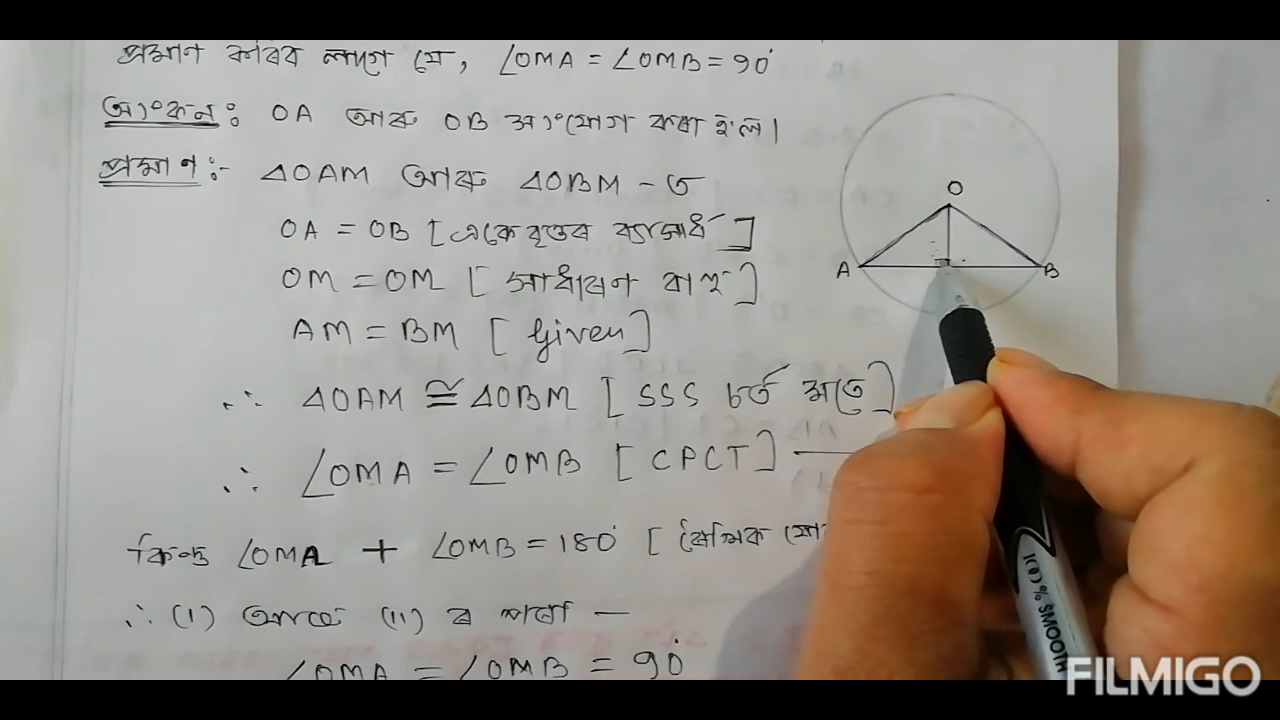 প্ৰমাণ কৰিব লাগে যে, ∠OMA = ∠OMB = 90°
অংকন : OA আৰু OB সংযোগ কৰা হ'ল।
প্ৰমাণ :- ΔOAM আৰু ΔOBM - ত
OA = OB [একে বৃত্তৰ ব্যাসাৰ্ধ]
OM = OM [সাধাৰণ বাহু]
AM = BM [Given]
∴ ΔOAM ≅ ΔOBM [SSS চৰ্ত মতে]
∴ ∠OMA = ∠OMB [CPCT] —
কিন্তু ∠OMA + ∠OMB = 180° [ৰৈখিক
∴ (I) আৰু (II) ৰ পৰা —
∠OMA = ∠OMB = 90°
O
A
B
100% SMOOTH
FILMIGO